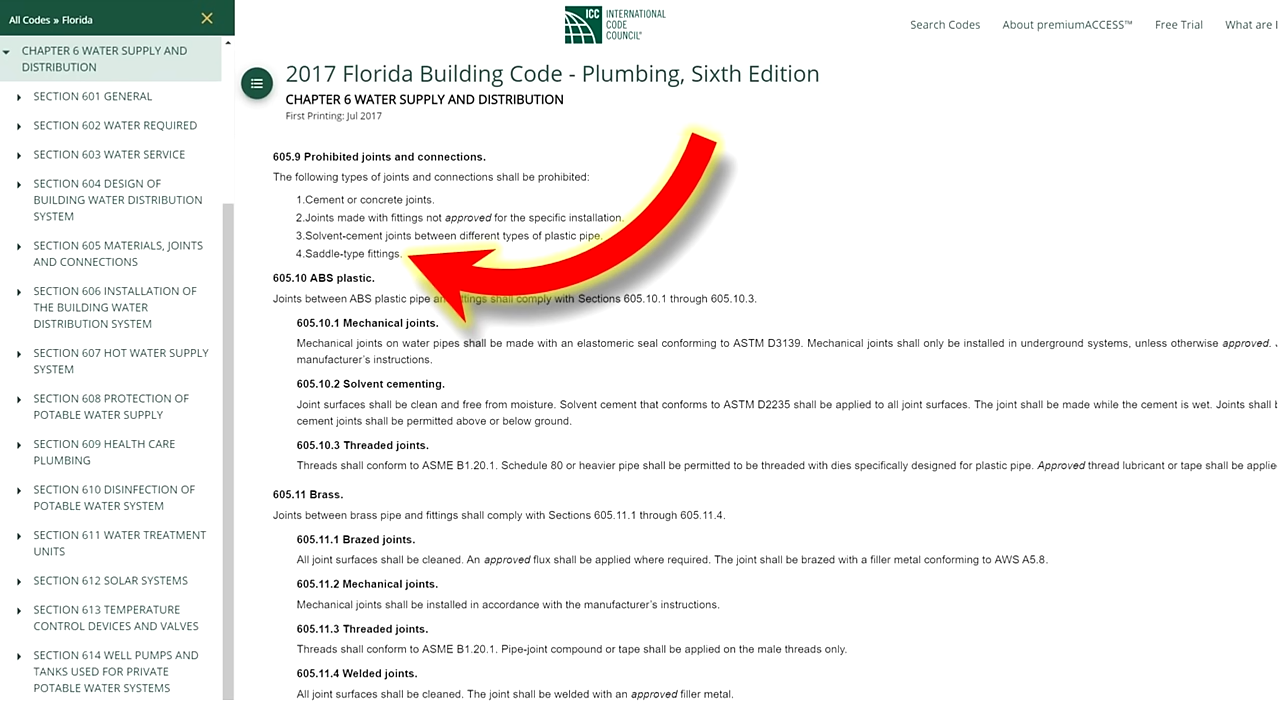 All Codes » Florida
CHAPTER 6 WATER SUPPLY AND
DISTRIBUTION
SECTION 601 GENERAL
SECTION 602 WATER REQUIRED
SECTION 603 WATER SERVICE
SECTION 604 DESIGN OF
BUILDING WATER DISTRIBUTION
SYSTEM
SECTION 605 MATERIALS, JOINTS
AND CONNECTIONS
SECTION 606 INSTALLATION OF
THE BUILDING WATER
DISTRIBUTION SYSTEM
SECTION 607 HOT WATER SUPPLY
SYSTEM
SECTION 608 PROTECTION OF
POTABLE WATER SUPPLY
SECTION 609 HEALTH CARE
PLUMBING
SECTION 610 DISINFECTION OF
POTABLE WATER SYSTEM
SECTION 611 WATER TREATMENT
UNITS
SECTION 612 SOLAR SYSTEMS
SECTION 613 TEMPERATURE
CONTROL DEVICES AND VALVES
SECTION 614 WELL PUMPS AND
TANKS USED FOR PRIVATE
POTABLE WATER SYSTEMS
ICC INTERNATIONAL
CODE
COUNCIL®
Search Codes About premiumACCESS™ Free Trial What are
2017 Florida Building Code - Plumbing, Sixth Edition
CHAPTER 6 WATER SUPPLY AND DISTRIBUTION
First Printing: Jul 2017
605.9 Prohibited joints and connections.
The following types of joints and connections shall be prohibited:
1.Cement or concrete joints.
2.Joints made with fittings not approved for the specific installation.
3.Solvent-cement joints between different types of plastic pipe.
4.Saddle-type fittings.
605.10 ABS plastic.
Joints between ABS plastic pipe and fittings shall comply with Sections 605.10.1 through 605.10.3.
605.10.1 Mechanical joints.
Mechanical joints on water pipes shall be made with an elastomeric seal conforming to ASTM D3139. Mechanical joints shall only be installed in underground systems, unless otherwise approved.
manufacturer's instructions.
605.10.2 Solvent cementing.
Joint surfaces shall be clean and free from moisture. Solvent cement that conforms to ASTM D2235 shall be applied to all joint surfaces. The joint shall be made while the cement is wet. Joints shall
cement joints shall be permitted above or below ground.
605.10.3 Threaded joints.
Threads shall conform to ASME B1.20.1. Schedule 80 or heavier pipe shall be permitted to be threaded with dies specifically designed for plastic pipe. Approved thread lubricant or tape shall be applie
605.11 Brass.
Joints between brass pipe and fittings shall comply with Sections 605.11.1 through 605.11.4.
605.11.1 Brazed joints.
All joint surfaces shall be cleaned. An approved flux shall be applied where required. The joint shall be brazed with a filler metal conforming to AWS A5.8.
605.11.2 Mechanical joints.
Mechanical joints shall be installed in accordance with the manufacturer's instructions.
605.11.3 Threaded joints.
Threads shall conform to ASME B1.20.1. Pipe-joint compound or tape shall be applied on the male threads only.
605.11.4 Welded joints.
All joint surfaces shall be cleaned. The joint shall be welded with an approved filler metal.